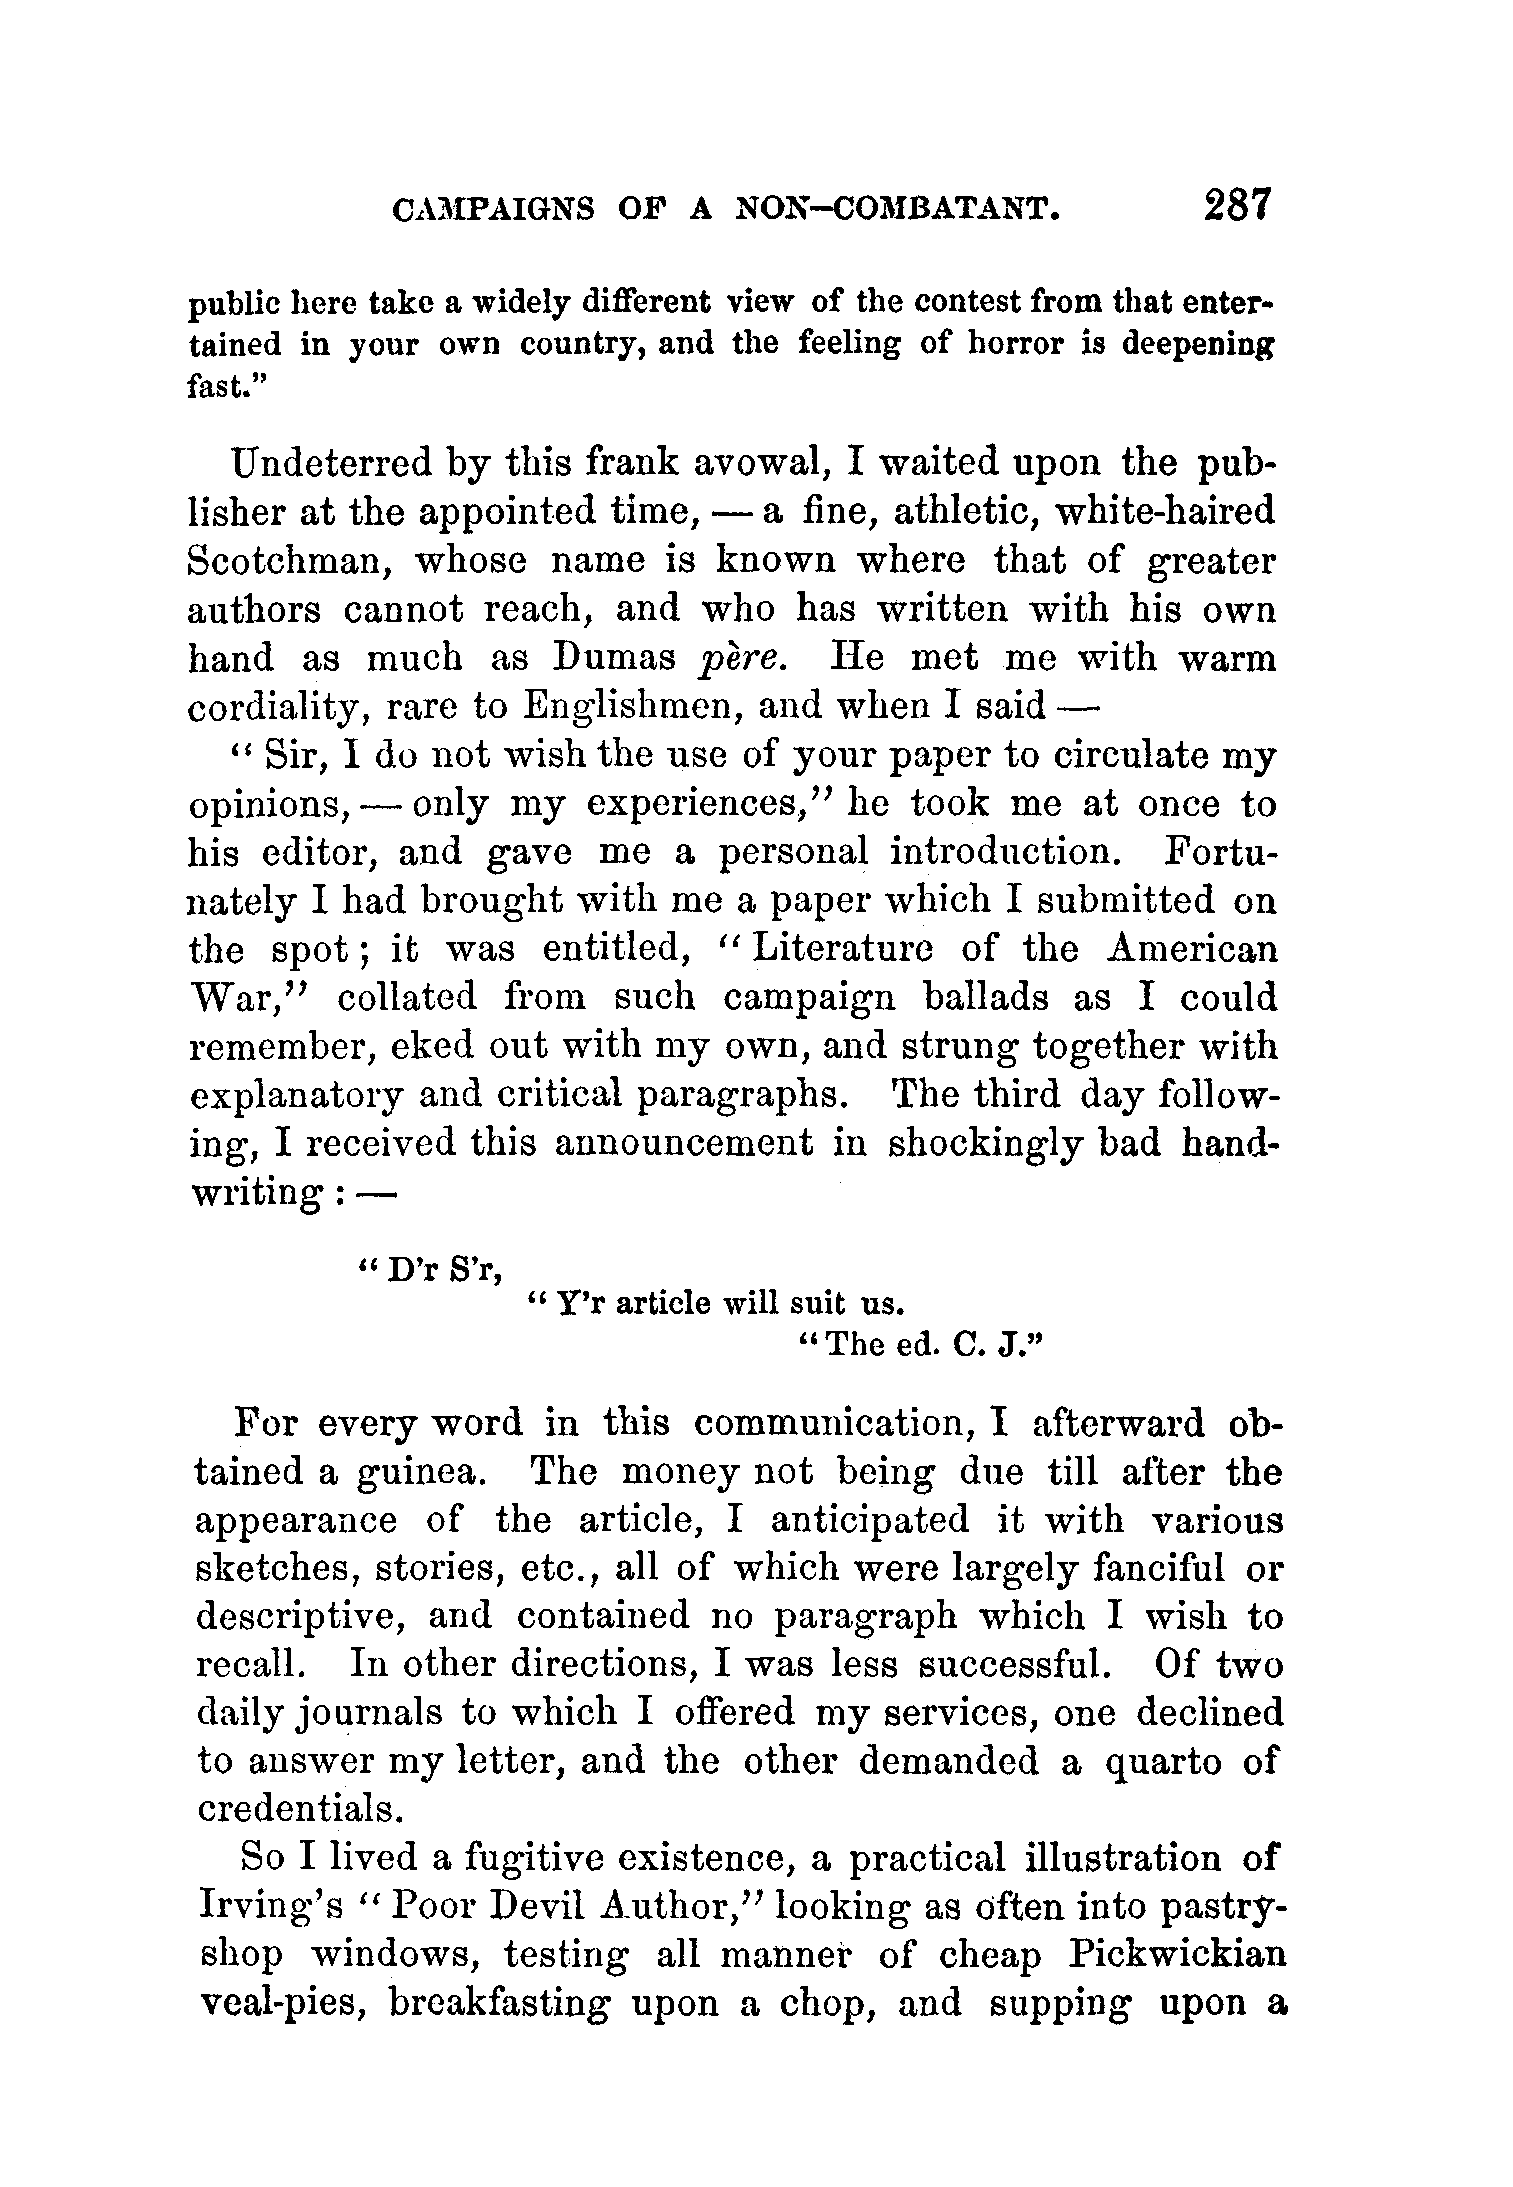 CAMPAIGNS OF A NON-COMBATANT. 287
public here take a widely different view of the contest from that enter-
tained in your own country, and the feeling of horror is deepening
fast."
Undeterred by this frank avowal, I waited upon the pub-
lisher at the appointed time, — a fine, athletic, white-haired
Scotchman, whose name is known where that of greater
authors cannot reach, and who has written with his own
hand as much as Dumas père. He met me with warm
cordiality, rare to Englishmen, and when I said —
"Sir, I do not wish the use of your paper to circulate my
opinions, — only my experiences," he took me at once to
his editor, and gave me a personal introduction. Fortu-
nately I had brought with me a paper which I submitted on
the spot; it was entitled, "Literature of the American
War," collated from such campaign ballads as I could
remember, eked out with my own, and strung together with
explanatory and critical paragraphs. The third day follow-
ing, I received this announcement in shockingly bad hand-
writing: —
"D'r S'r,
"Y'r article will suit us.
"The ed. C. J."
For every word in this communication, I afterward ob-
tained a guinea. The money not being due till after the
appearance of the article, I anticipated it with various
sketches, stories, etc., all of which were largely fanciful or
descriptive, and contained no paragraph which I wish to
recall. In other directions, I was less successful. Of two
daily journals to which I offered my services, one declined
to answer my letter, and the other demanded a quarto of
credentials.
So I lived a fugitive existence, a practical illustration of
Irving's "Poor Devil Author," looking as often into pastry-
shop windows, testing all manner of cheap Pickwickian
veal-pies, breakfasting upon a chop, and supping upon a